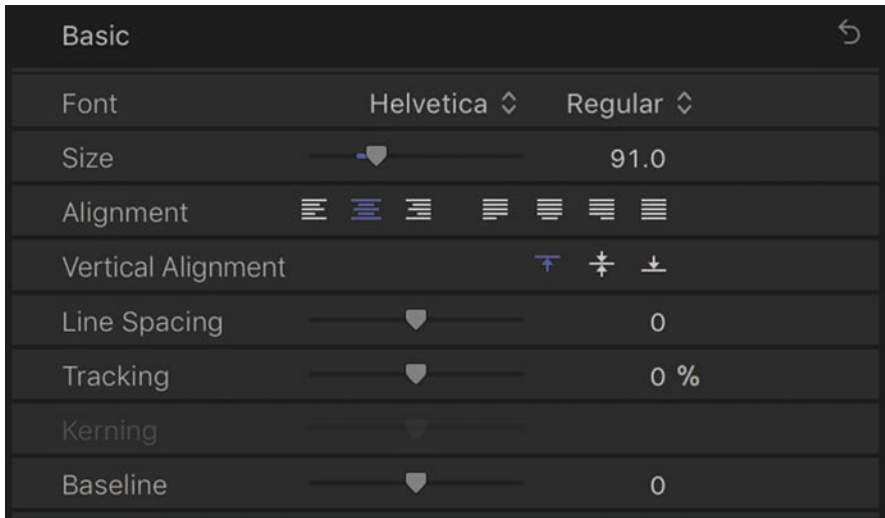 Basic
Font Helvetica Regular
Size 91.0
Alignment
Vertical Alignment
Line Spacing 0
Tracking 0 %
Kerning
Baseline 0